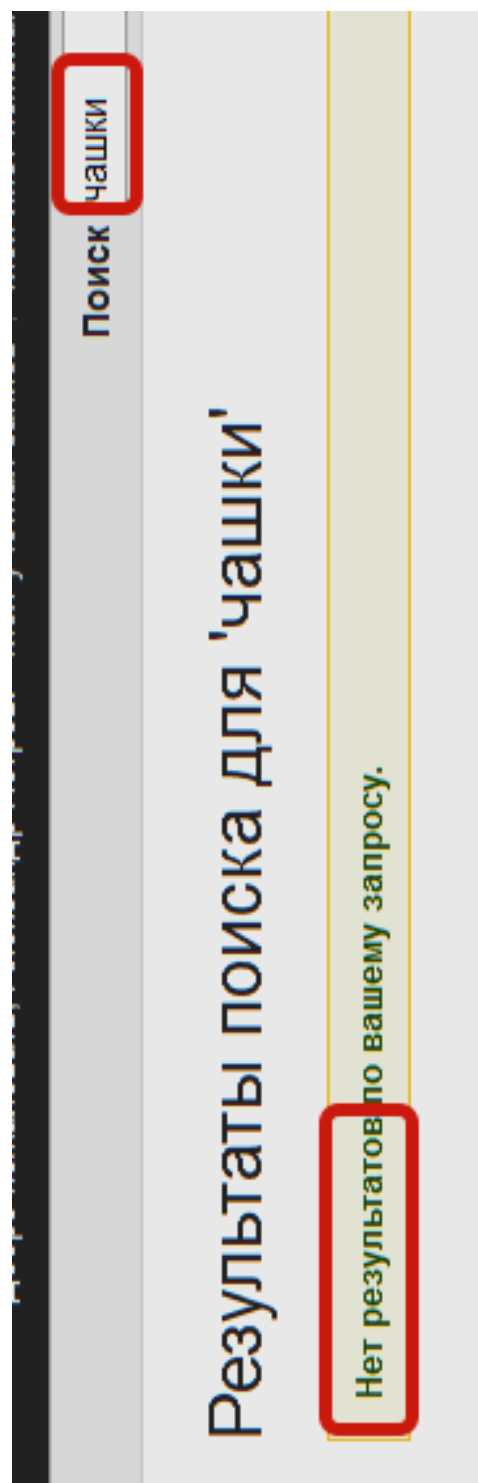 Поиск чашки
Результаты поиска для 'чашки'
Нет результатов по вашему запросу.